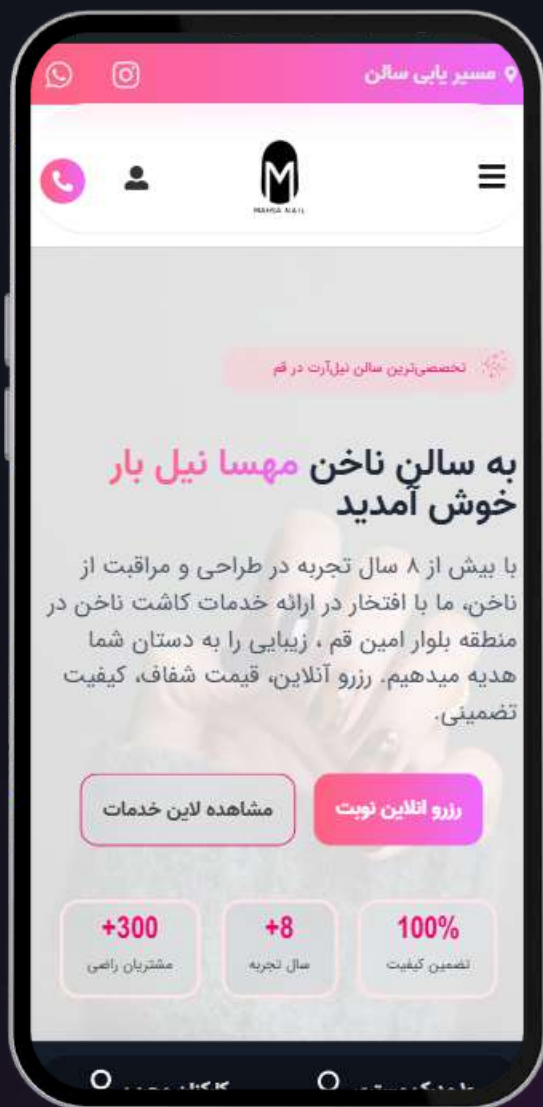 مسیر یابی سالن
M
MAHSA NAIL
تخصصی‌ترین سالن نیل‌آرت در قم
به سالن ناخن مهسا نیل بار
خوش آمدید
با بیش از ۸ سال تجربه در طراحی و مراقبت از
ناخن، ما با افتخار در ارائه خدمات کاشت ناخن در
منطقه بلوار امین قم ، زیبایی را به دستان شما
هدیه میدهیم. رزرو آنلاین، قیمت شفاف، کیفیت
تضمینی.
رزرو انلاین نوبت
مشاهده لاین خدمات
100%
تضمین کیفیت
+8
سال تجربه
+300
مشتریان راضی